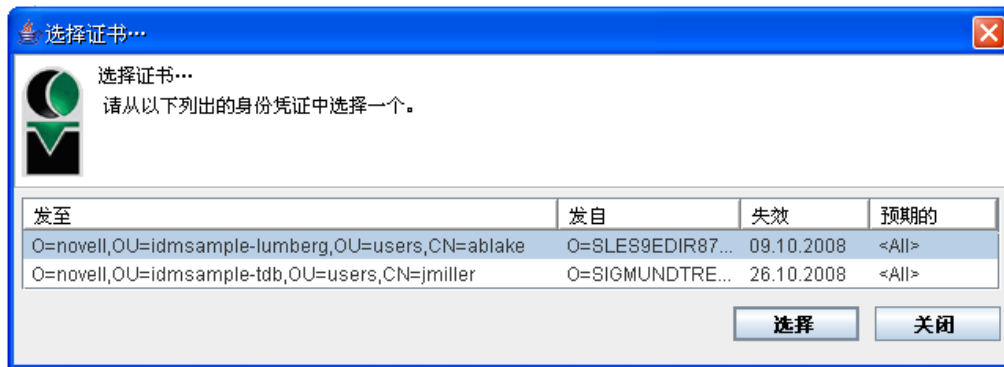 选择证书…
选择证书…
请从以下列出的身份凭证中选择一个。
发至 发自 失效 预期的
O=novell,OU=idmsample-lumberg,OU=users,CN=ablake O=SLES9EDIR87... 09.10.2008 <All>
O=novell,OU=idmsample-tdb,OU=users,CN=jmiller O=SIGMUNDTRE... 26.10.2008 <All>
选择 关闭